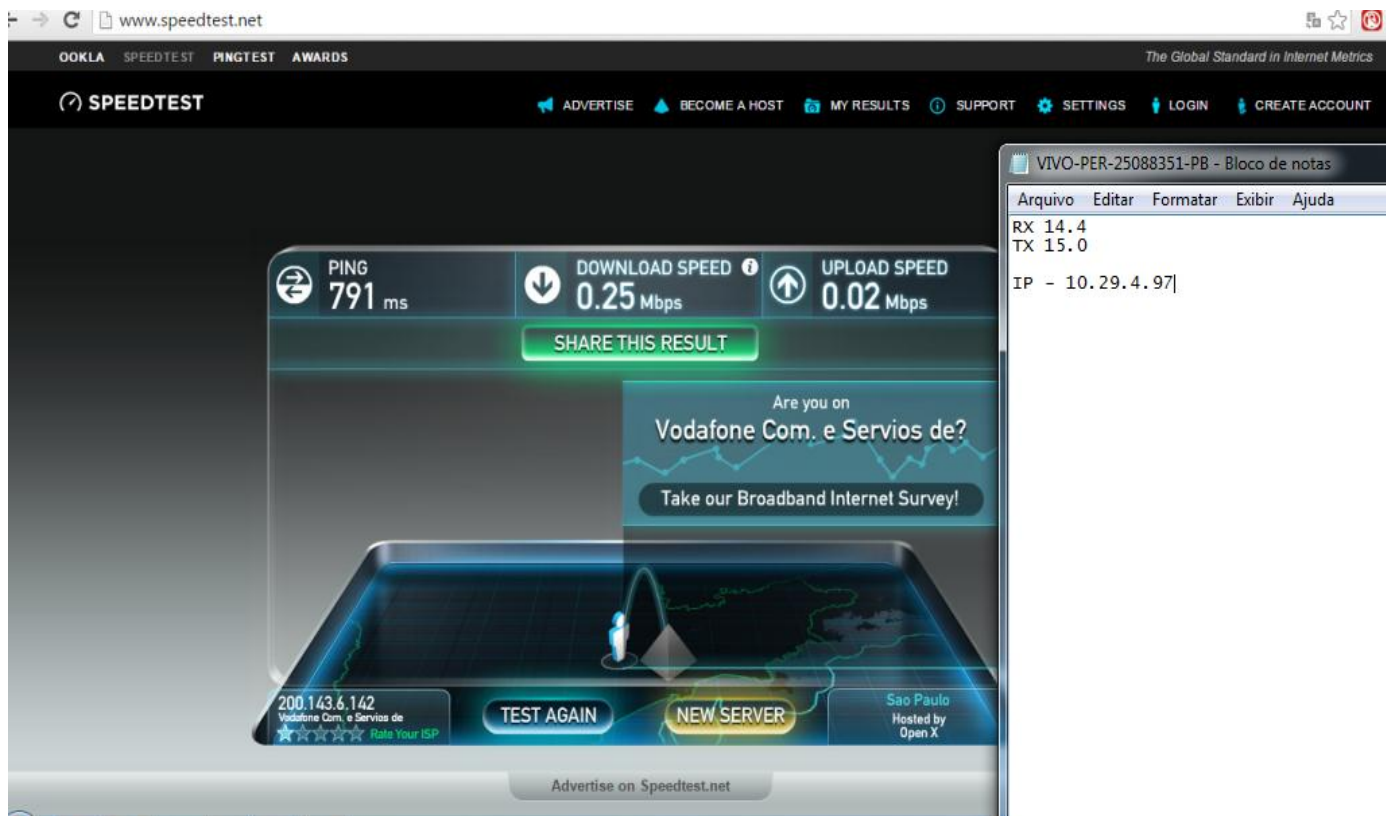 www.speedtest.net
OOKLA SPEEDTEST PINGTEST AWARDS
The Global Standard in Internet Metrics
SPEEDTEST
ADVERTISE BECOME A HOST MY RESULTS SUPPORT SETTINGS LOGIN CREATE ACCOUNT
VIVO-PER-25088351-PB - Bloco de notas
Arquivo Editar Formatar Exibir Ajuda
RX 14.4
TX 15.0
IP - 10.29.4.97
PING
791 ms
DOWNLOAD SPEED
0.25 Mbps
UPLOAD SPEED
0.02 Mbps
SHARE THIS RESULT
Are you on
Vodafone Com. e Servios de?
Take our Broadband Internet Survey!
200.143.6.142
Vodafone Com. e Servios de
Rate Your ISP
TEST AGAIN
NEW SERVER
Sao Paulo
Hosted by
Open X
Advertise on Speedtest.net